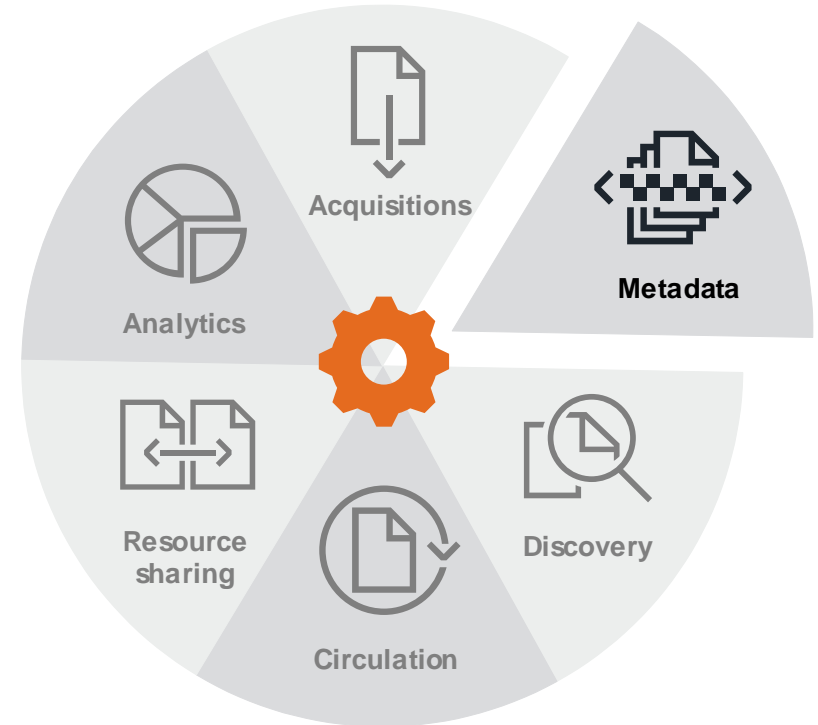 Acquisitions
Metadata
Analytics
Discovery
Resource
sharing
Circulation